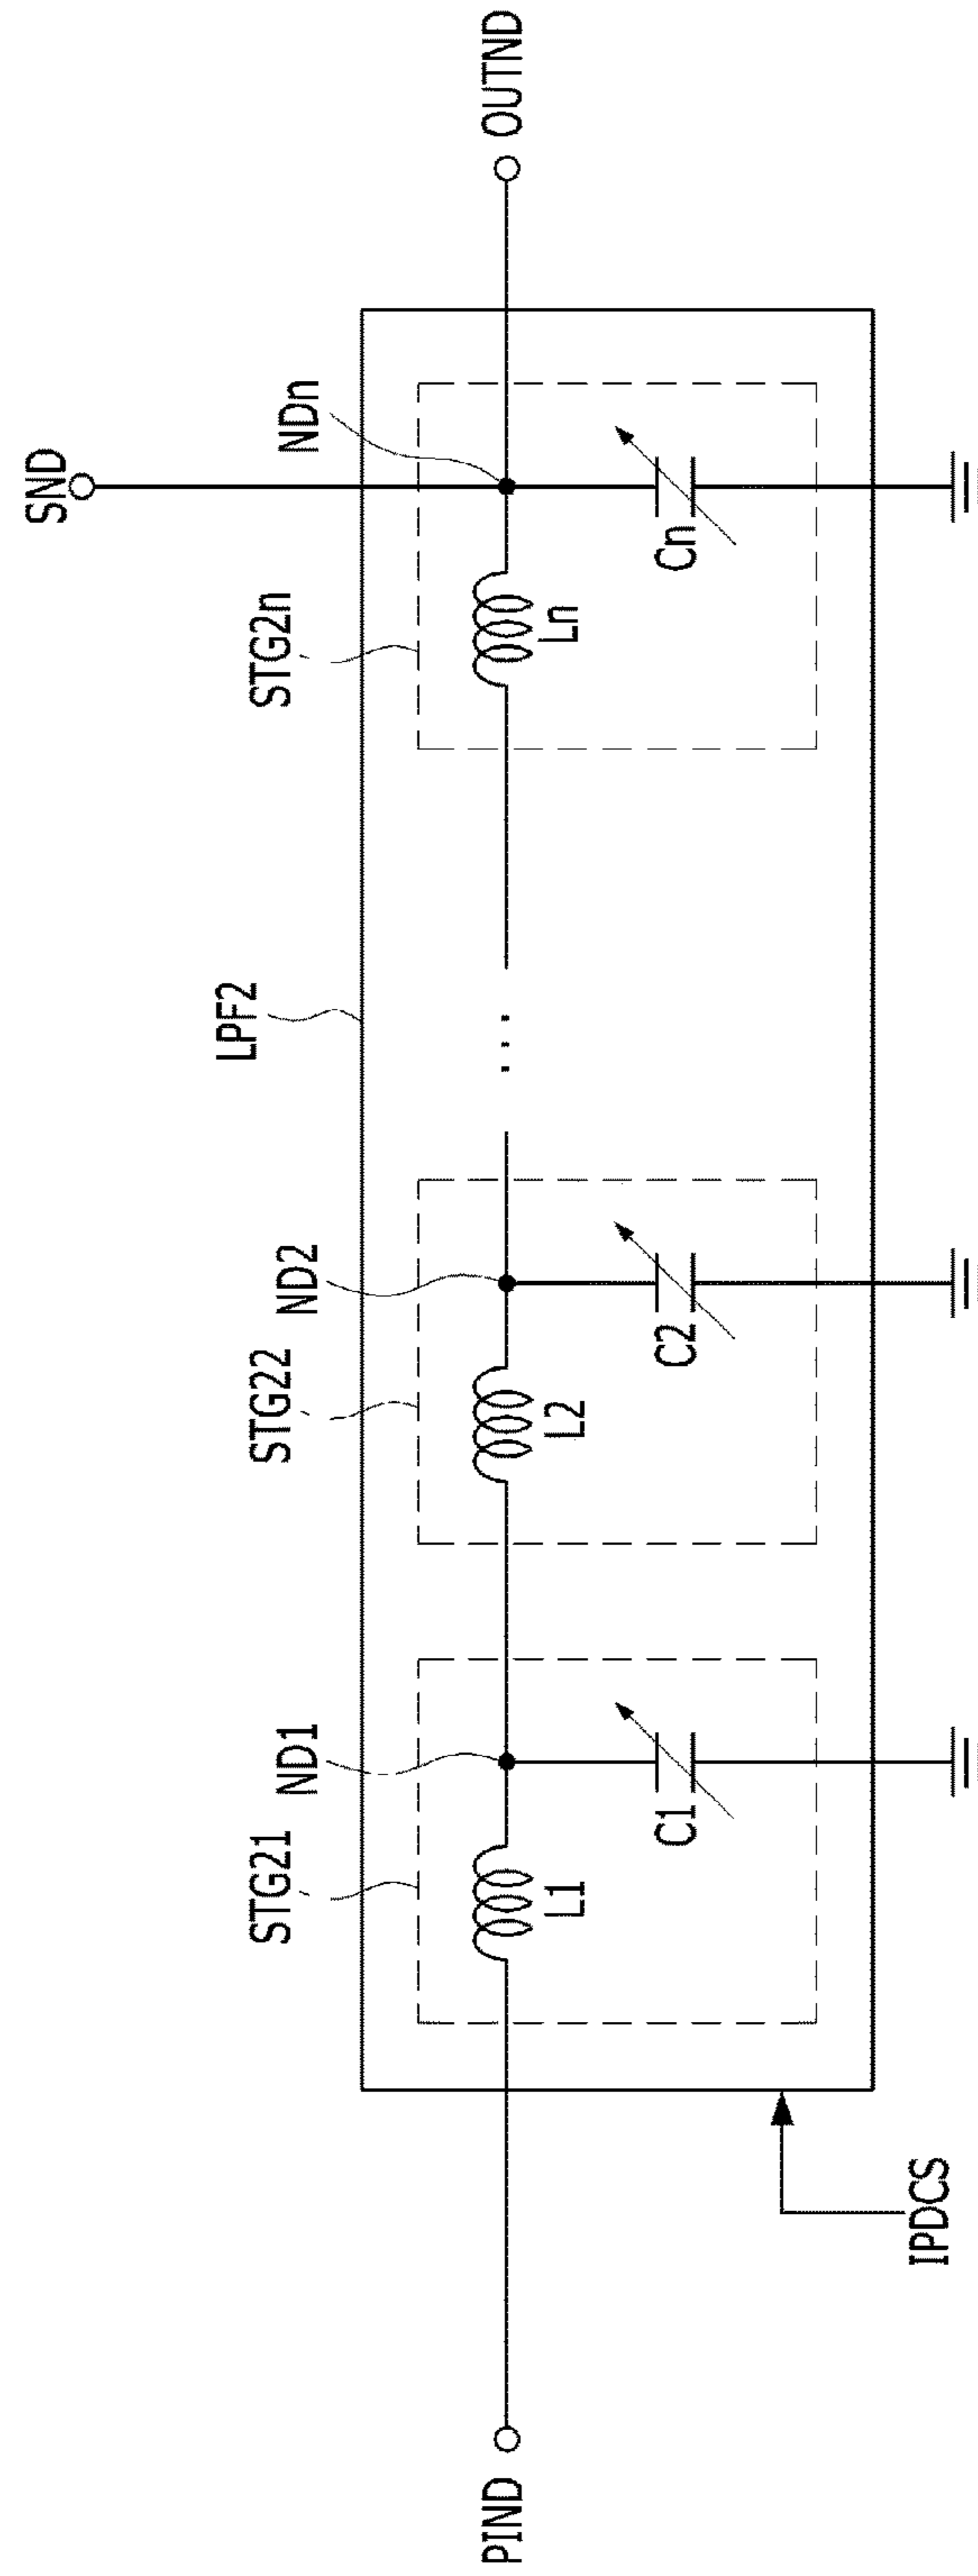 SND
LPF2
STG21
ND1
STG22
ND2
STG2n
NDn
PIND
L1
L2
...
Ln
OUTND
C1
C2
Cn
IPDCS